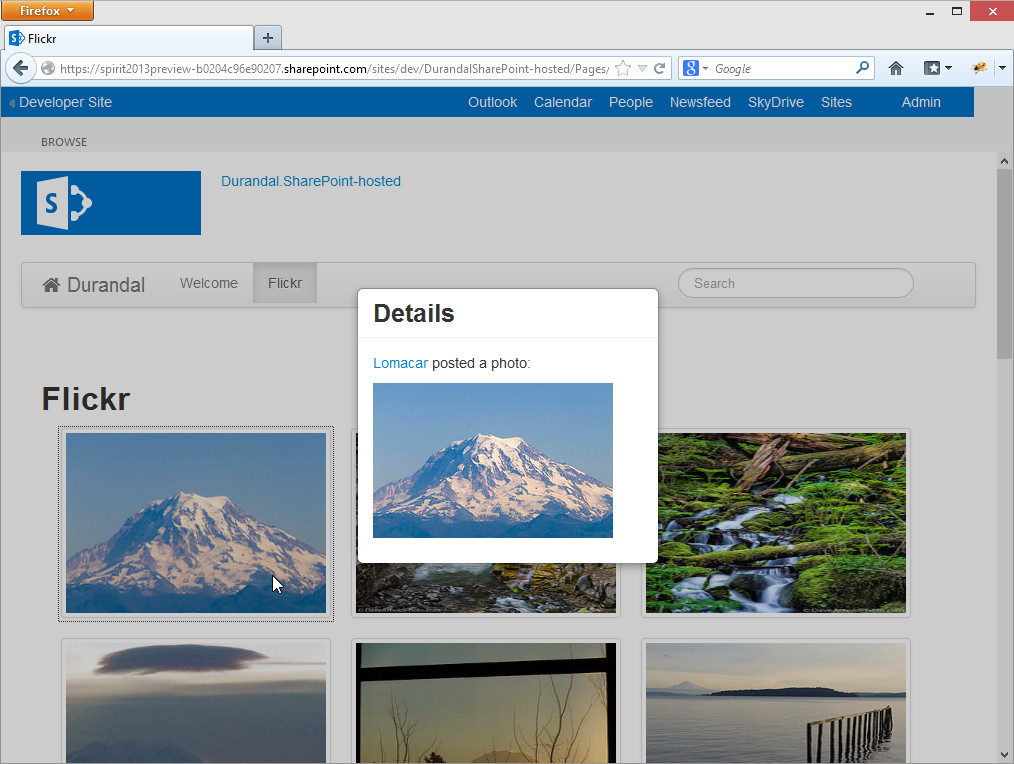 Firefox
Flickr
https://spirit2013preview-b0204c96e90207.sharepoint.com/sites/dev/DurandalSharePoint-hosted/Pages/
Google
Developer Site
Outlook Calendar People Newsfeed SkyDrive Sites Admin
BROWSE
S
Durandal.SharePoint-hosted
Durandal Welcome Flickr Search
Details
Lomacar posted a photo:
Flickr